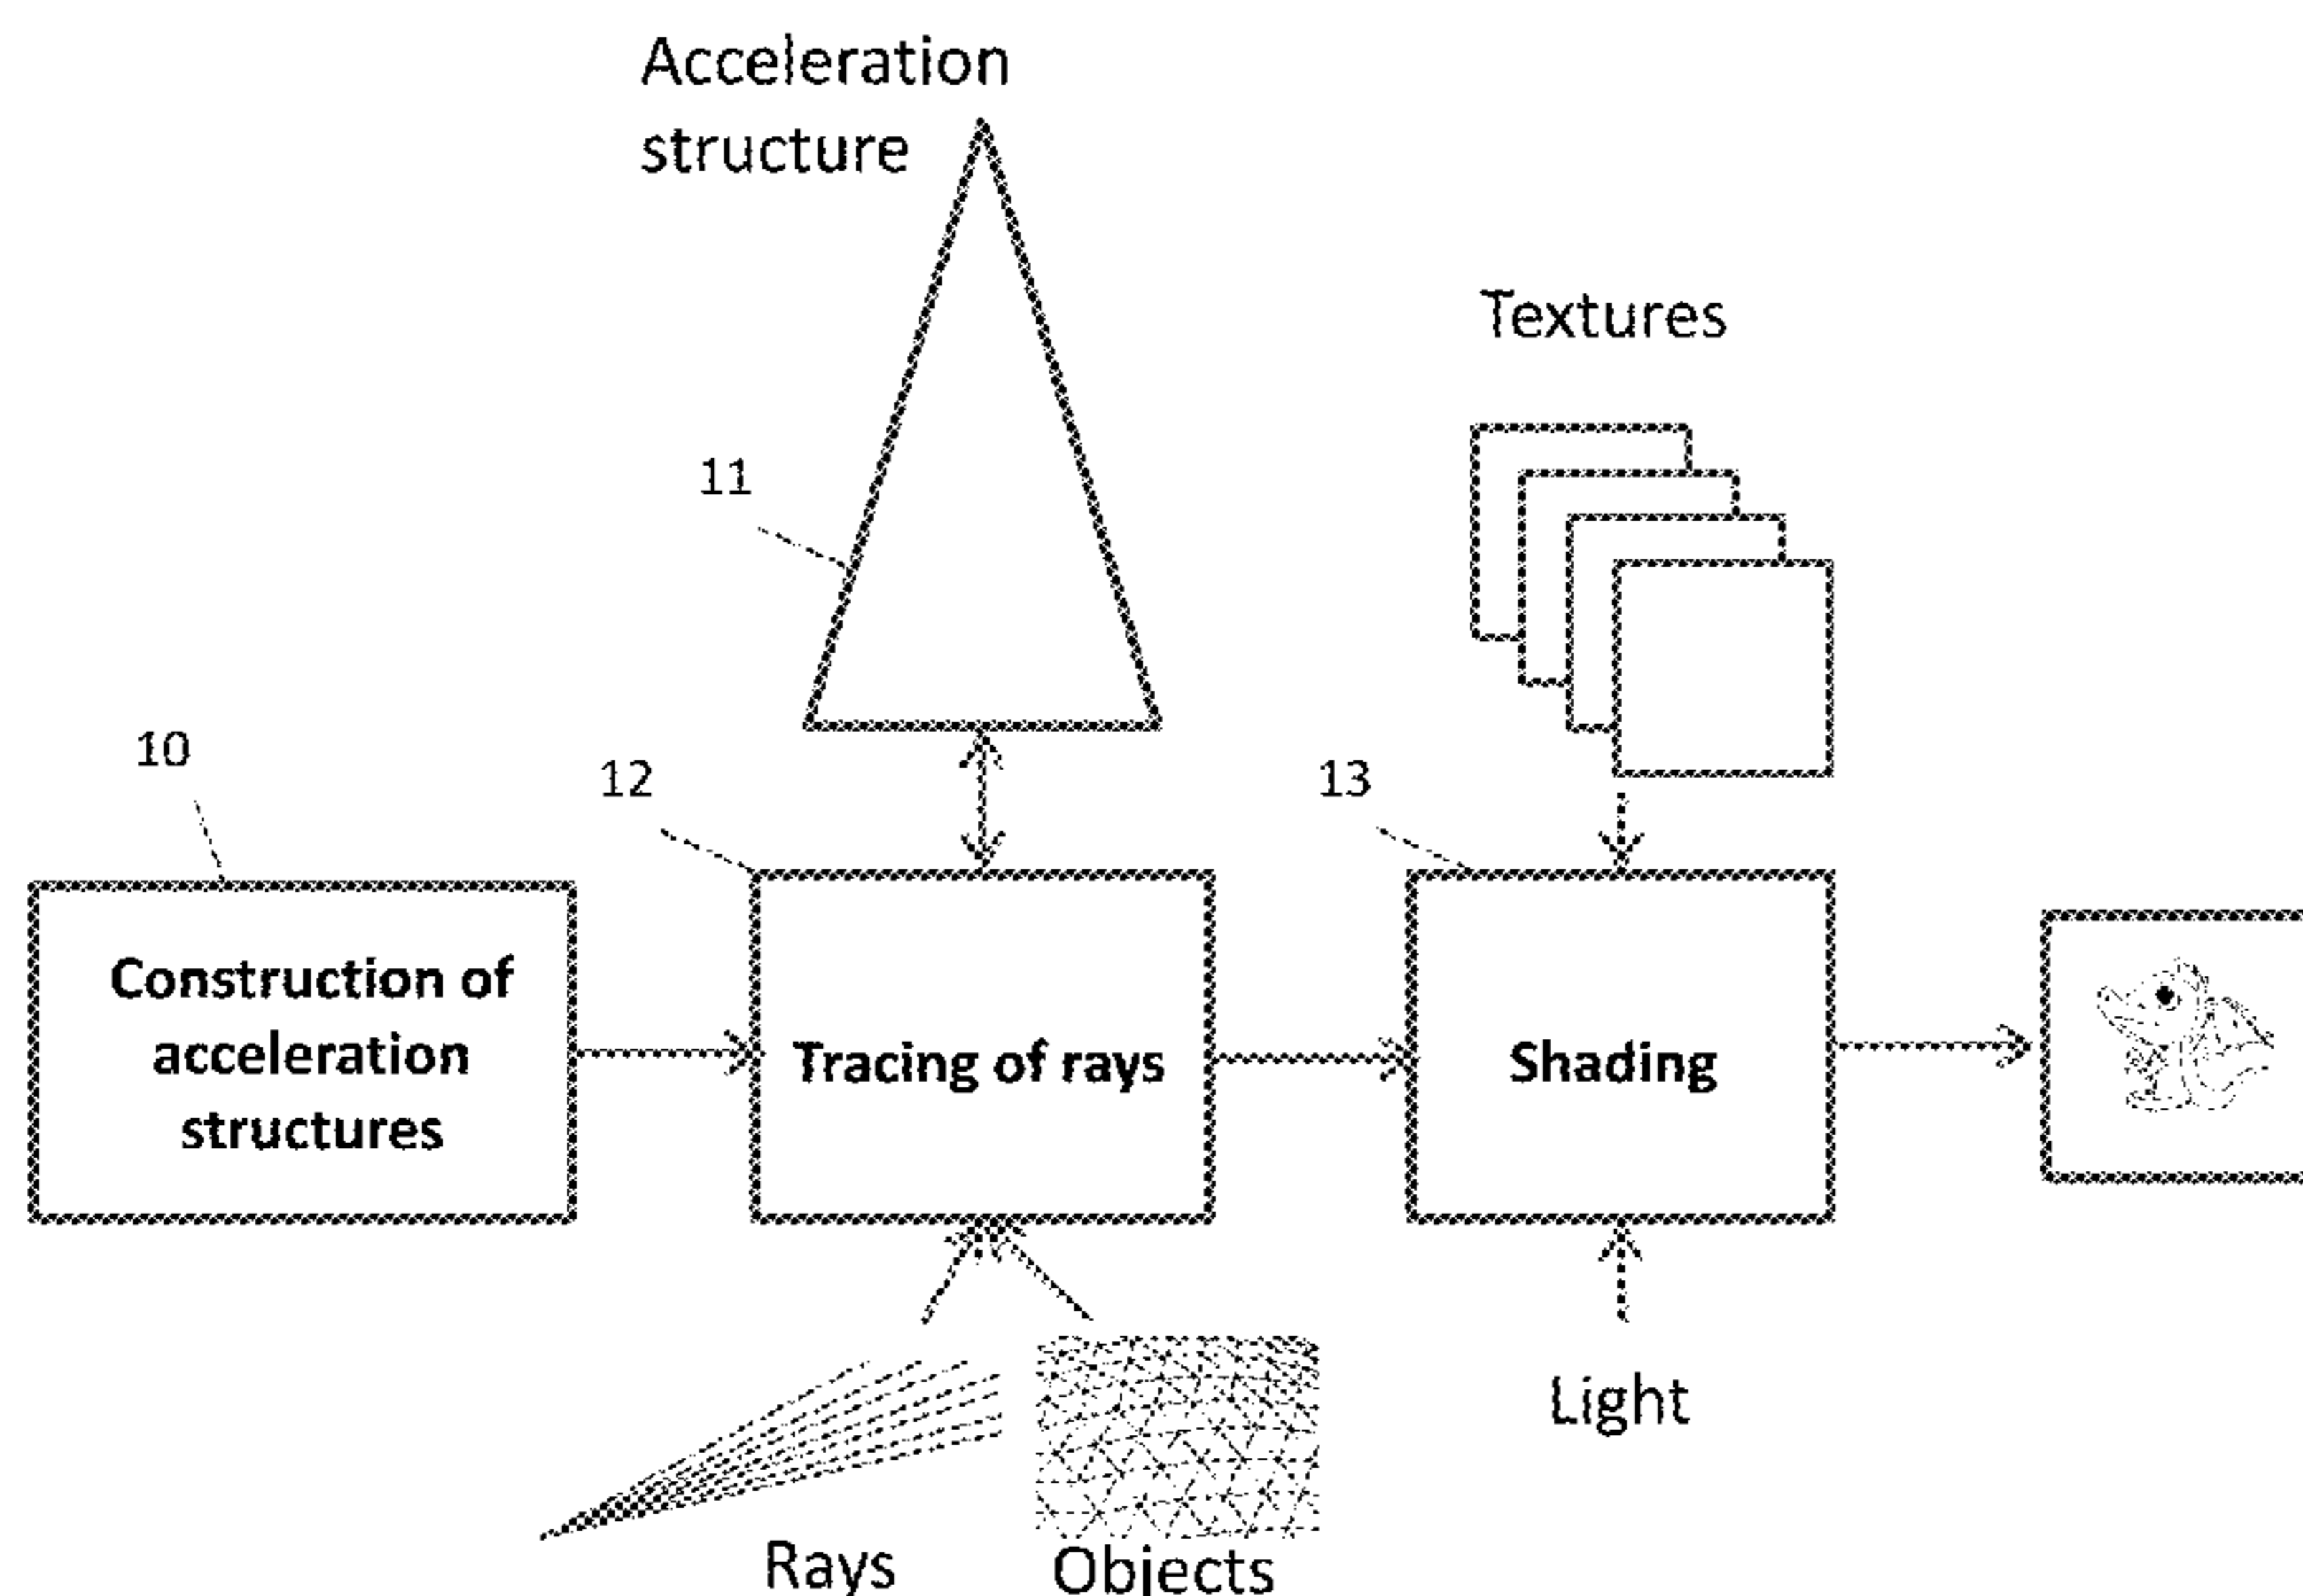 Acceleration
structure
Textures
11
10
12
13
Construction of
acceleration
structures
Tracing of rays
Shading
Light
Rays
Objects